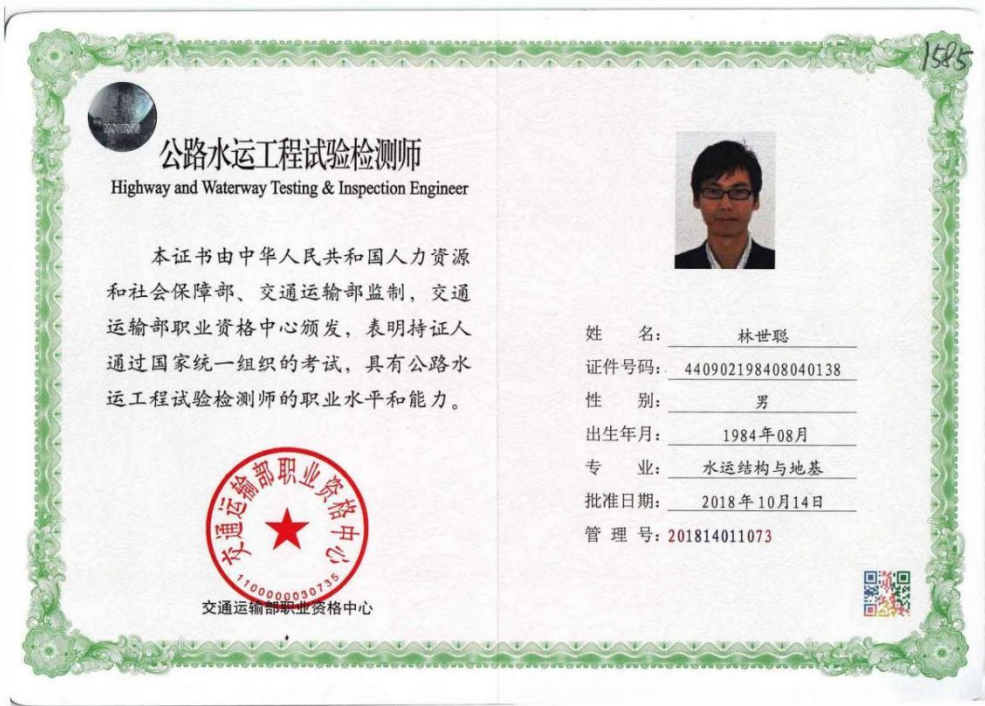 1585
公路水运工程试验检测师
Highway and Waterway Testing & Inspection Engineer
本证书由中华人民共和国人力资源
和社会保障部、交通运输部监制，交通
运输部职业资格中心颁发，表明持证人
通过国家统一组织的考试，具有公路水
运工程试验检测师的职业水平和能力。
交通运输部职业资格中心
1100000030735
交通运输部职业资格中心
姓 名： 林世聪
证件号码： 440902198408040138
性 别： 男
出生年月： 1984年08月
专 业： 水运结构与地基
批准日期： 2018年10月14日
管 理 号： 201814011073